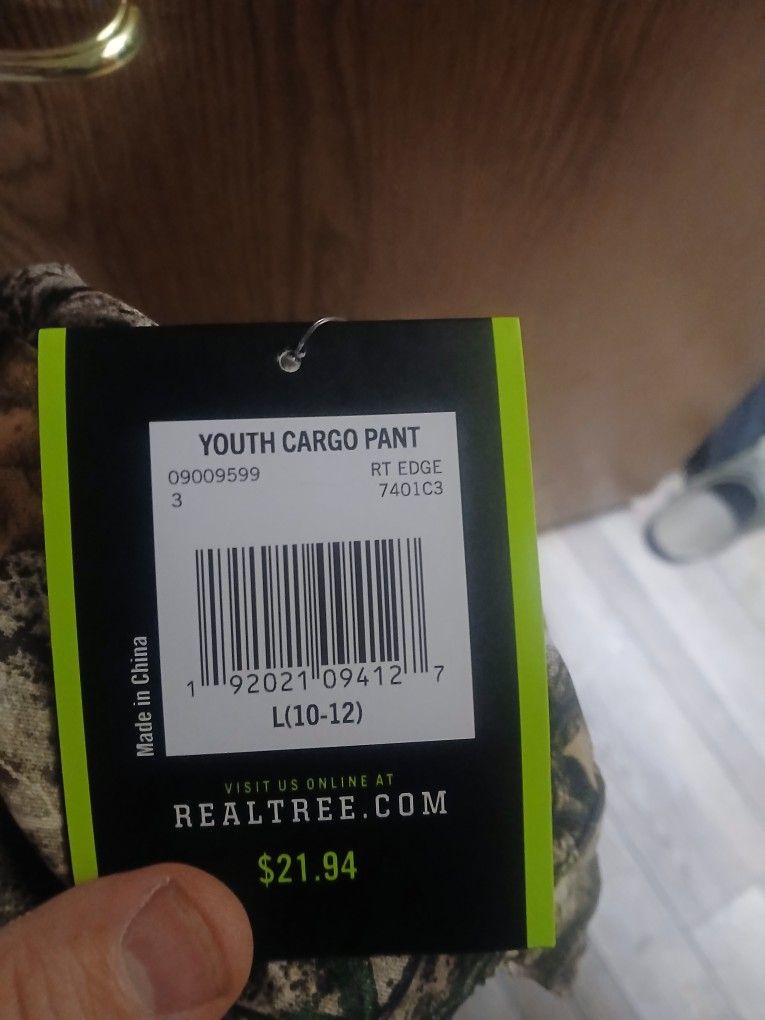 YOUTH CARGO PANT
09009599 RT EDGE
3 7401C3
1 92021 09412 7
L(10-12)
Made in China
VISIT US ONLINE AT
REALTREE.COM
$21.94